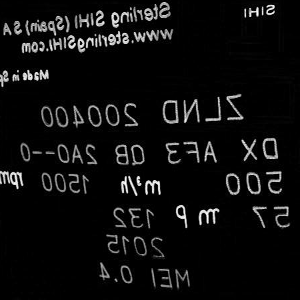 SIHI Sterling SIHI (Spain) S A
www.sterlingSIHI.com
Made in Sp
ZLND 200400
DX AF3 8D 2A0--0
500 m³/h 1500 rpm
57 m P 132
2015
MEI 0.4